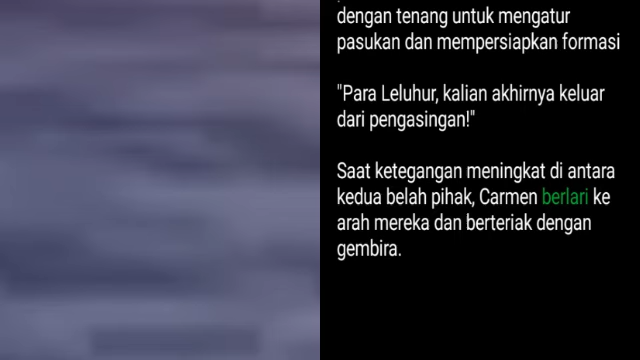 dengan tenang untuk mengatur
pasukan dan mempersiapkan formasi
"Para Leluhur, kalian akhirnya keluar
dari pengasingan!"
Saat ketegangan meningkat di antara
kedua belah pihak, Carmen berlari ke
arah mereka dan berteriak dengan
gembira.